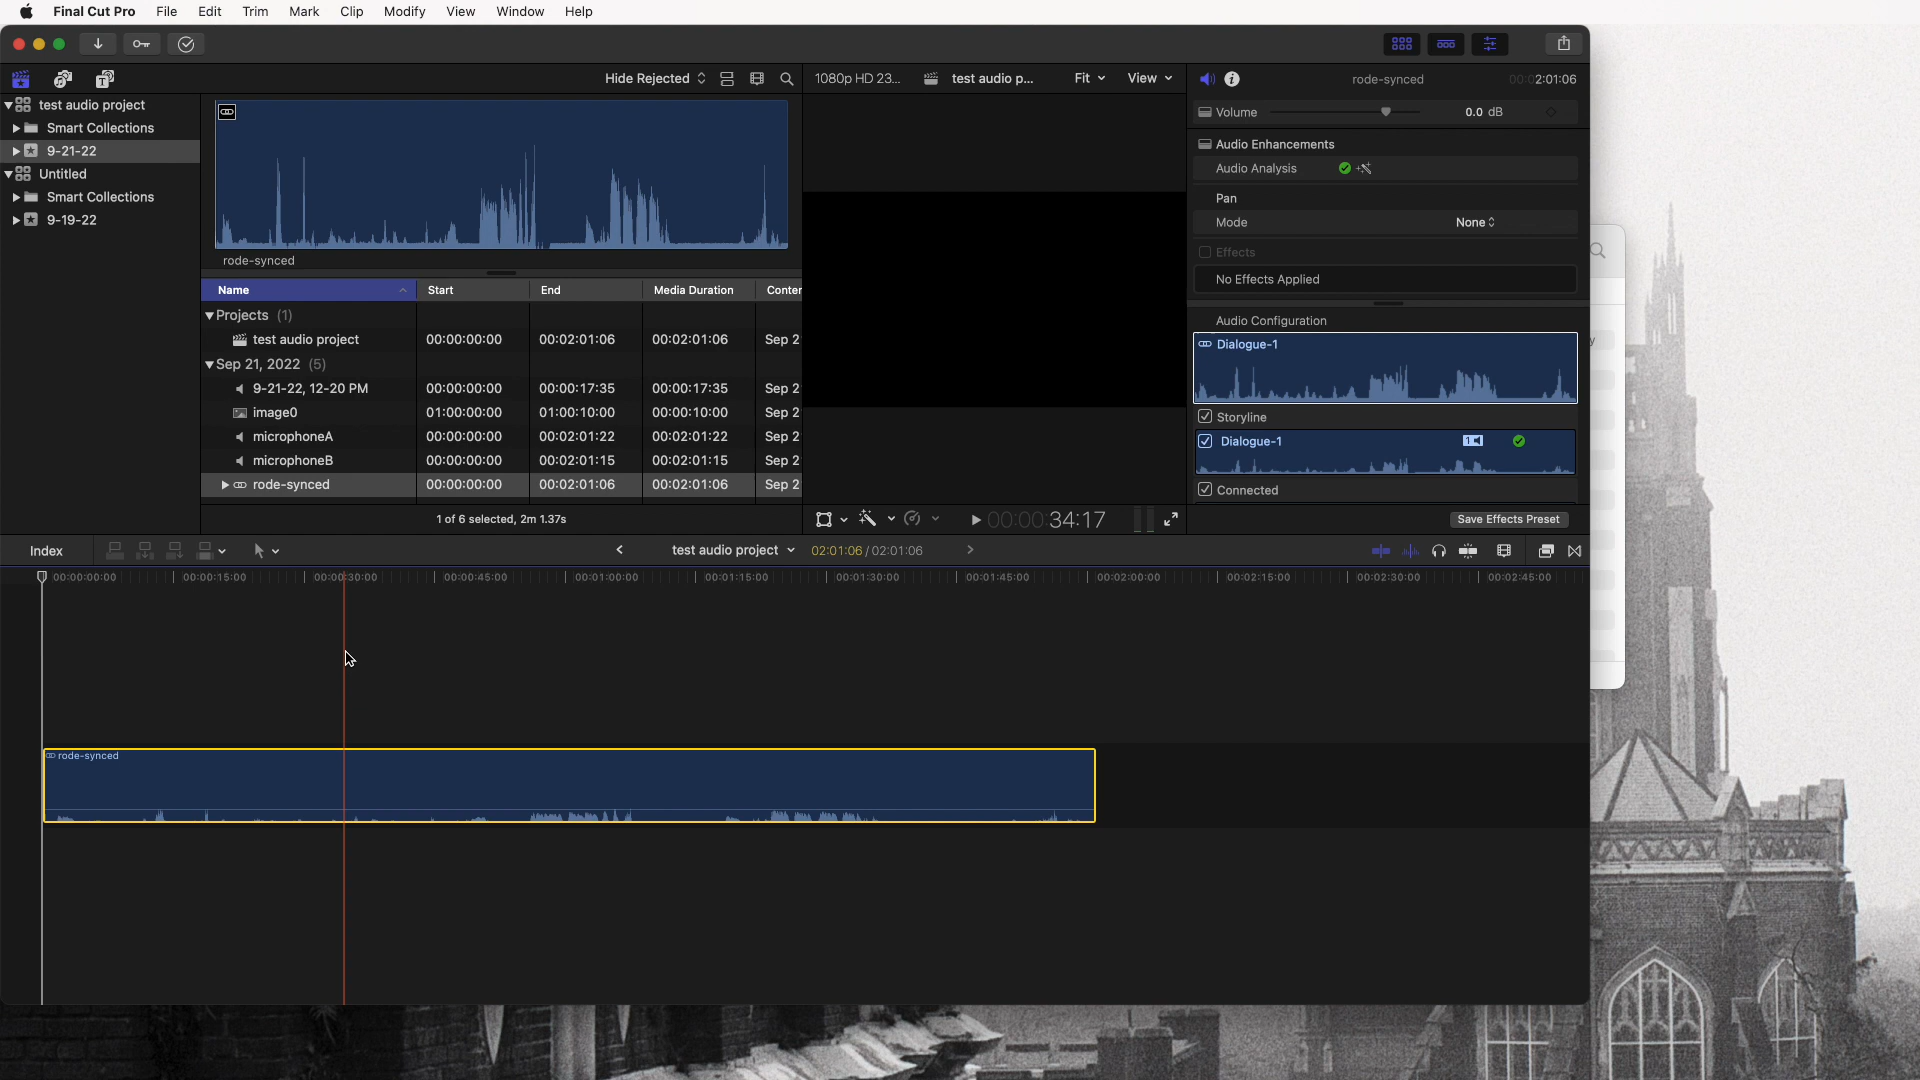 Final Cut Pro File Edit Trim Mark Clip Modify View Window Help
Hide Rejected
1080p HD 23... test audio p... Fit View
rode-synced 00:02:01:06
test audio project
Smart Collections
9-21-22
Untitled
Smart Collections
9-19-22
rode-synced
Name Start End Media Duration Conten
Projects (1)
test audio project 00:00:00:00 00:02:01:06 00:02:01:06 Sep 2
Sep 21, 2022 (5)
9-21-22, 12-20 PM 00:00:00:00 00:00:17:35 00:00:17:35 Sep 2
image0 01:00:00:00 01:00:10:00 00:00:10:00 Sep 2
microphoneA 00:00:00:00 00:02:01:22 00:02:01:22 Sep 2
microphoneB 00:00:00:00 00:02:01:15 00:02:01:15 Sep 2
rode-synced 00:00:00:00 00:02:01:06 00:02:01:06 Sep 2
1 of 6 selected, 2m 1.37s
00:00:34:17
Volume 0.0 dB
Audio Enhancements
Audio Analysis
Pan
Mode None
Effects
No Effects Applied
Audio Configuration
Dialogue-1
Storyline
Dialogue-1 1
Connected
Save Effects Preset
y
Index test audio project 02:01:06 / 02:01:06
00:00:00:00 00:00:15:00 00:00:30:00 00:00:45:00 00:01:00:00 00:01:15:00 00:01:30:00 00:01:45:00 00:02:00:00 00:02:15:00 00:02:30:00 00:02:45:00
rode-synced